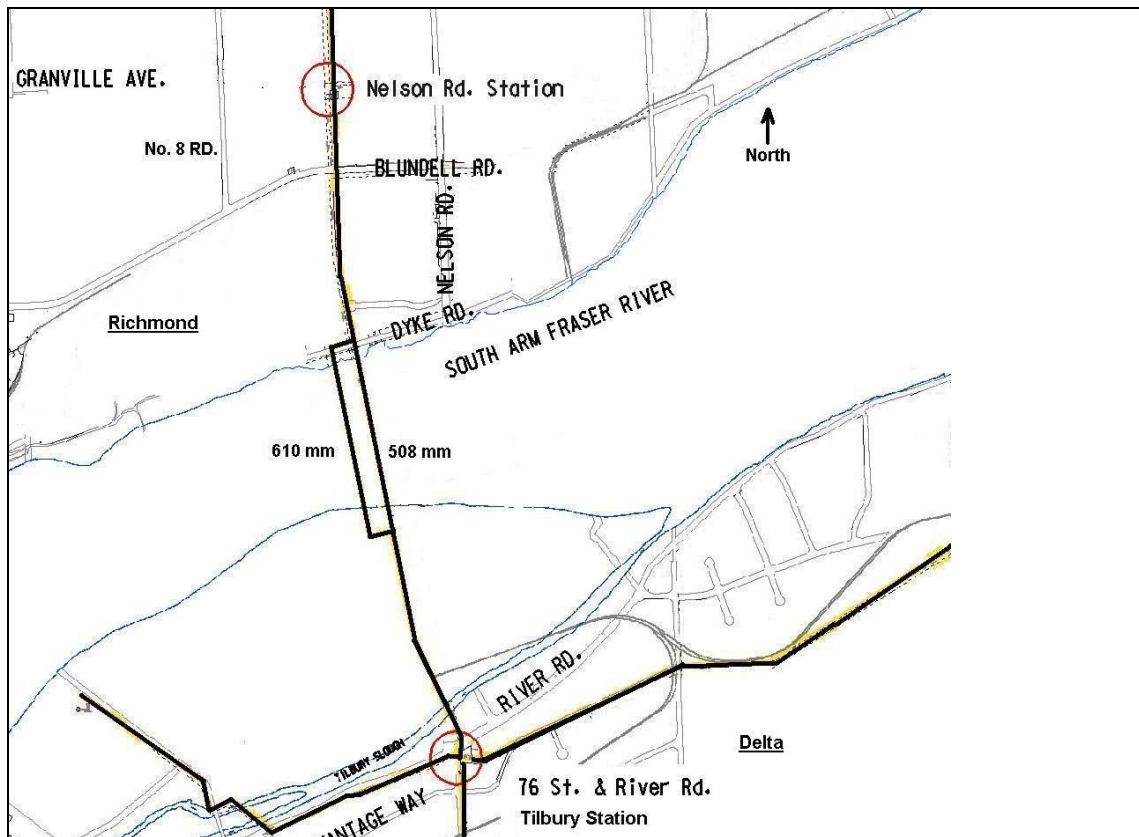 GRANVILLE AVE.
Nelson Rd. Station
No. 8 RD.
North
BLUNDELL RD.
NELSON RD.
Richmond
DYKE RD.
SOUTH ARM FRASER RIVER
610 mm
508 mm
RIVER RD.
TILBURY SLOUGH
Delta
76 St. & River Rd.
Tilbury Station
WAY